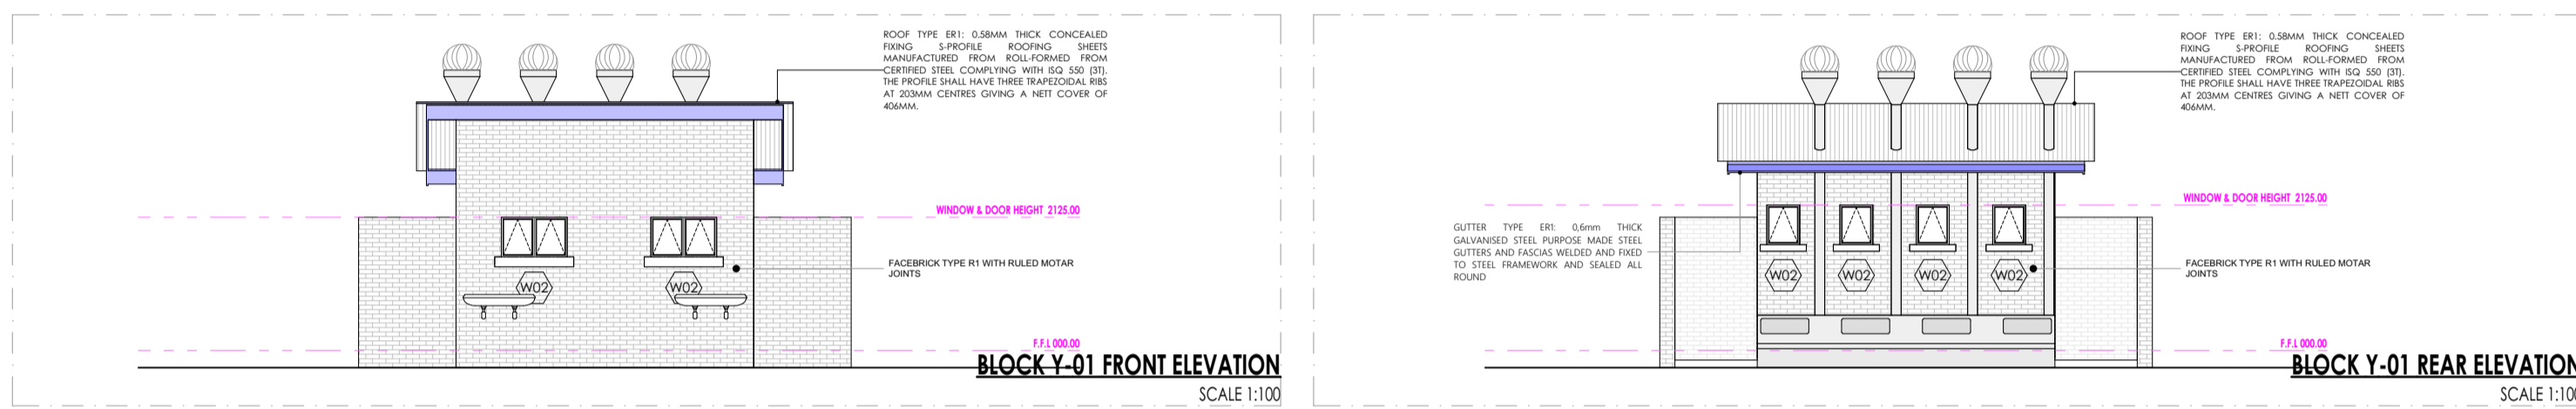 ROOF TYPE ER1: 0.58MM THICK CONCEALED
FIXING S-PROFILE ROOFING SHEETS
MANUFACTURED FROM ROLL-FORMED FROM
CERTIFIED STEEL COMPLYING WITH ISQ 550 (3T).
THE PROFILE SHALL HAVE THREE TRAPEZOIDAL RIBS
AT 203MM CENTRES GIVING A NETT COVER OF
406MM.
WINDOW & DOOR HEIGHT 2125.00
FACEBRICK TYPE R1 WITH RULED MOTAR
JOINTS
W02
W02
F.F.L 000.00
BLOCK Y-01 FRONT ELEVATION
SCALE 1:100
ROOF TYPE ER1: 0.58MM THICK CONCEALED
FIXING S-PROFILE ROOFING SHEETS
MANUFACTURED FROM ROLL-FORMED FROM
CERTIFIED STEEL COMPLYING WITH ISQ 550 (3T).
THE PROFILE SHALL HAVE THREE TRAPEZOIDAL RIBS
AT 203MM CENTRES GIVING A NETT COVER OF
406MM.
WINDOW & DOOR HEIGHT 2125.00
GUTTER TYPE ER1: 0,6mm THICK
GALVANISED STEEL PURPOSE MADE STEEL
GUTTERS AND FASCIAS WELDED AND FIXED
TO STEEL FRAMEWORK AND SEALED ALL
ROUND
W02
W02
W02
W02
FACEBRICK TYPE R1 WITH RULED MOTAR
JOINTS
F.F.L 000.00
BLOCK Y-01 REAR ELEVATION
SCALE 1:100